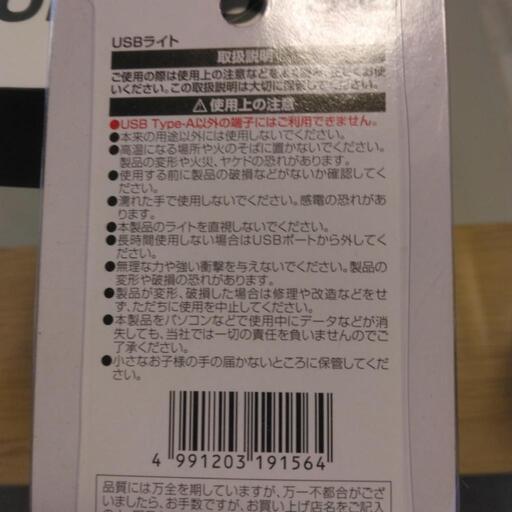 USBライト
取扱説明
ご使用の際は使用上の注意などをよく読み、正しくお使
いください。この取扱説明は大切に保管してください。
⚠使用上の注意
●USB Type-A以外の端子にはご利用できません。
●本来の用途以外には使用しないでください。
●高温になる場所や火のそばに置かないでください。
製品の変形や火災、ヤケドの恐れがあります。
●使用する前に製品の破損などがないか確認してく
ださい。
●濡れた手で使用しないでください。感電の恐れがあ
ります。
●本製品のライトを直視しないでください。
●長時間使用しない場合はUSBポートから外してく
ださい。
●無理な力や強い衝撃を与えないでください。製品の
変形や破損の恐れがあります。
●製品が変形、破損した場合は修理や改造などをせ
ず、ただちに使用を中止してください。
●本製品をパソコンなどで使用中にデータなどが消
失しても、当社では一切の責任を負いませんのでご
了承ください。
●小さなお子様の手の届かないところに保管してくだ
さい。
4 991203 191564
品質には万全を期していますが、万一不都合がござ
いましたら、お手数ですが、お買い上げ店名をご記入